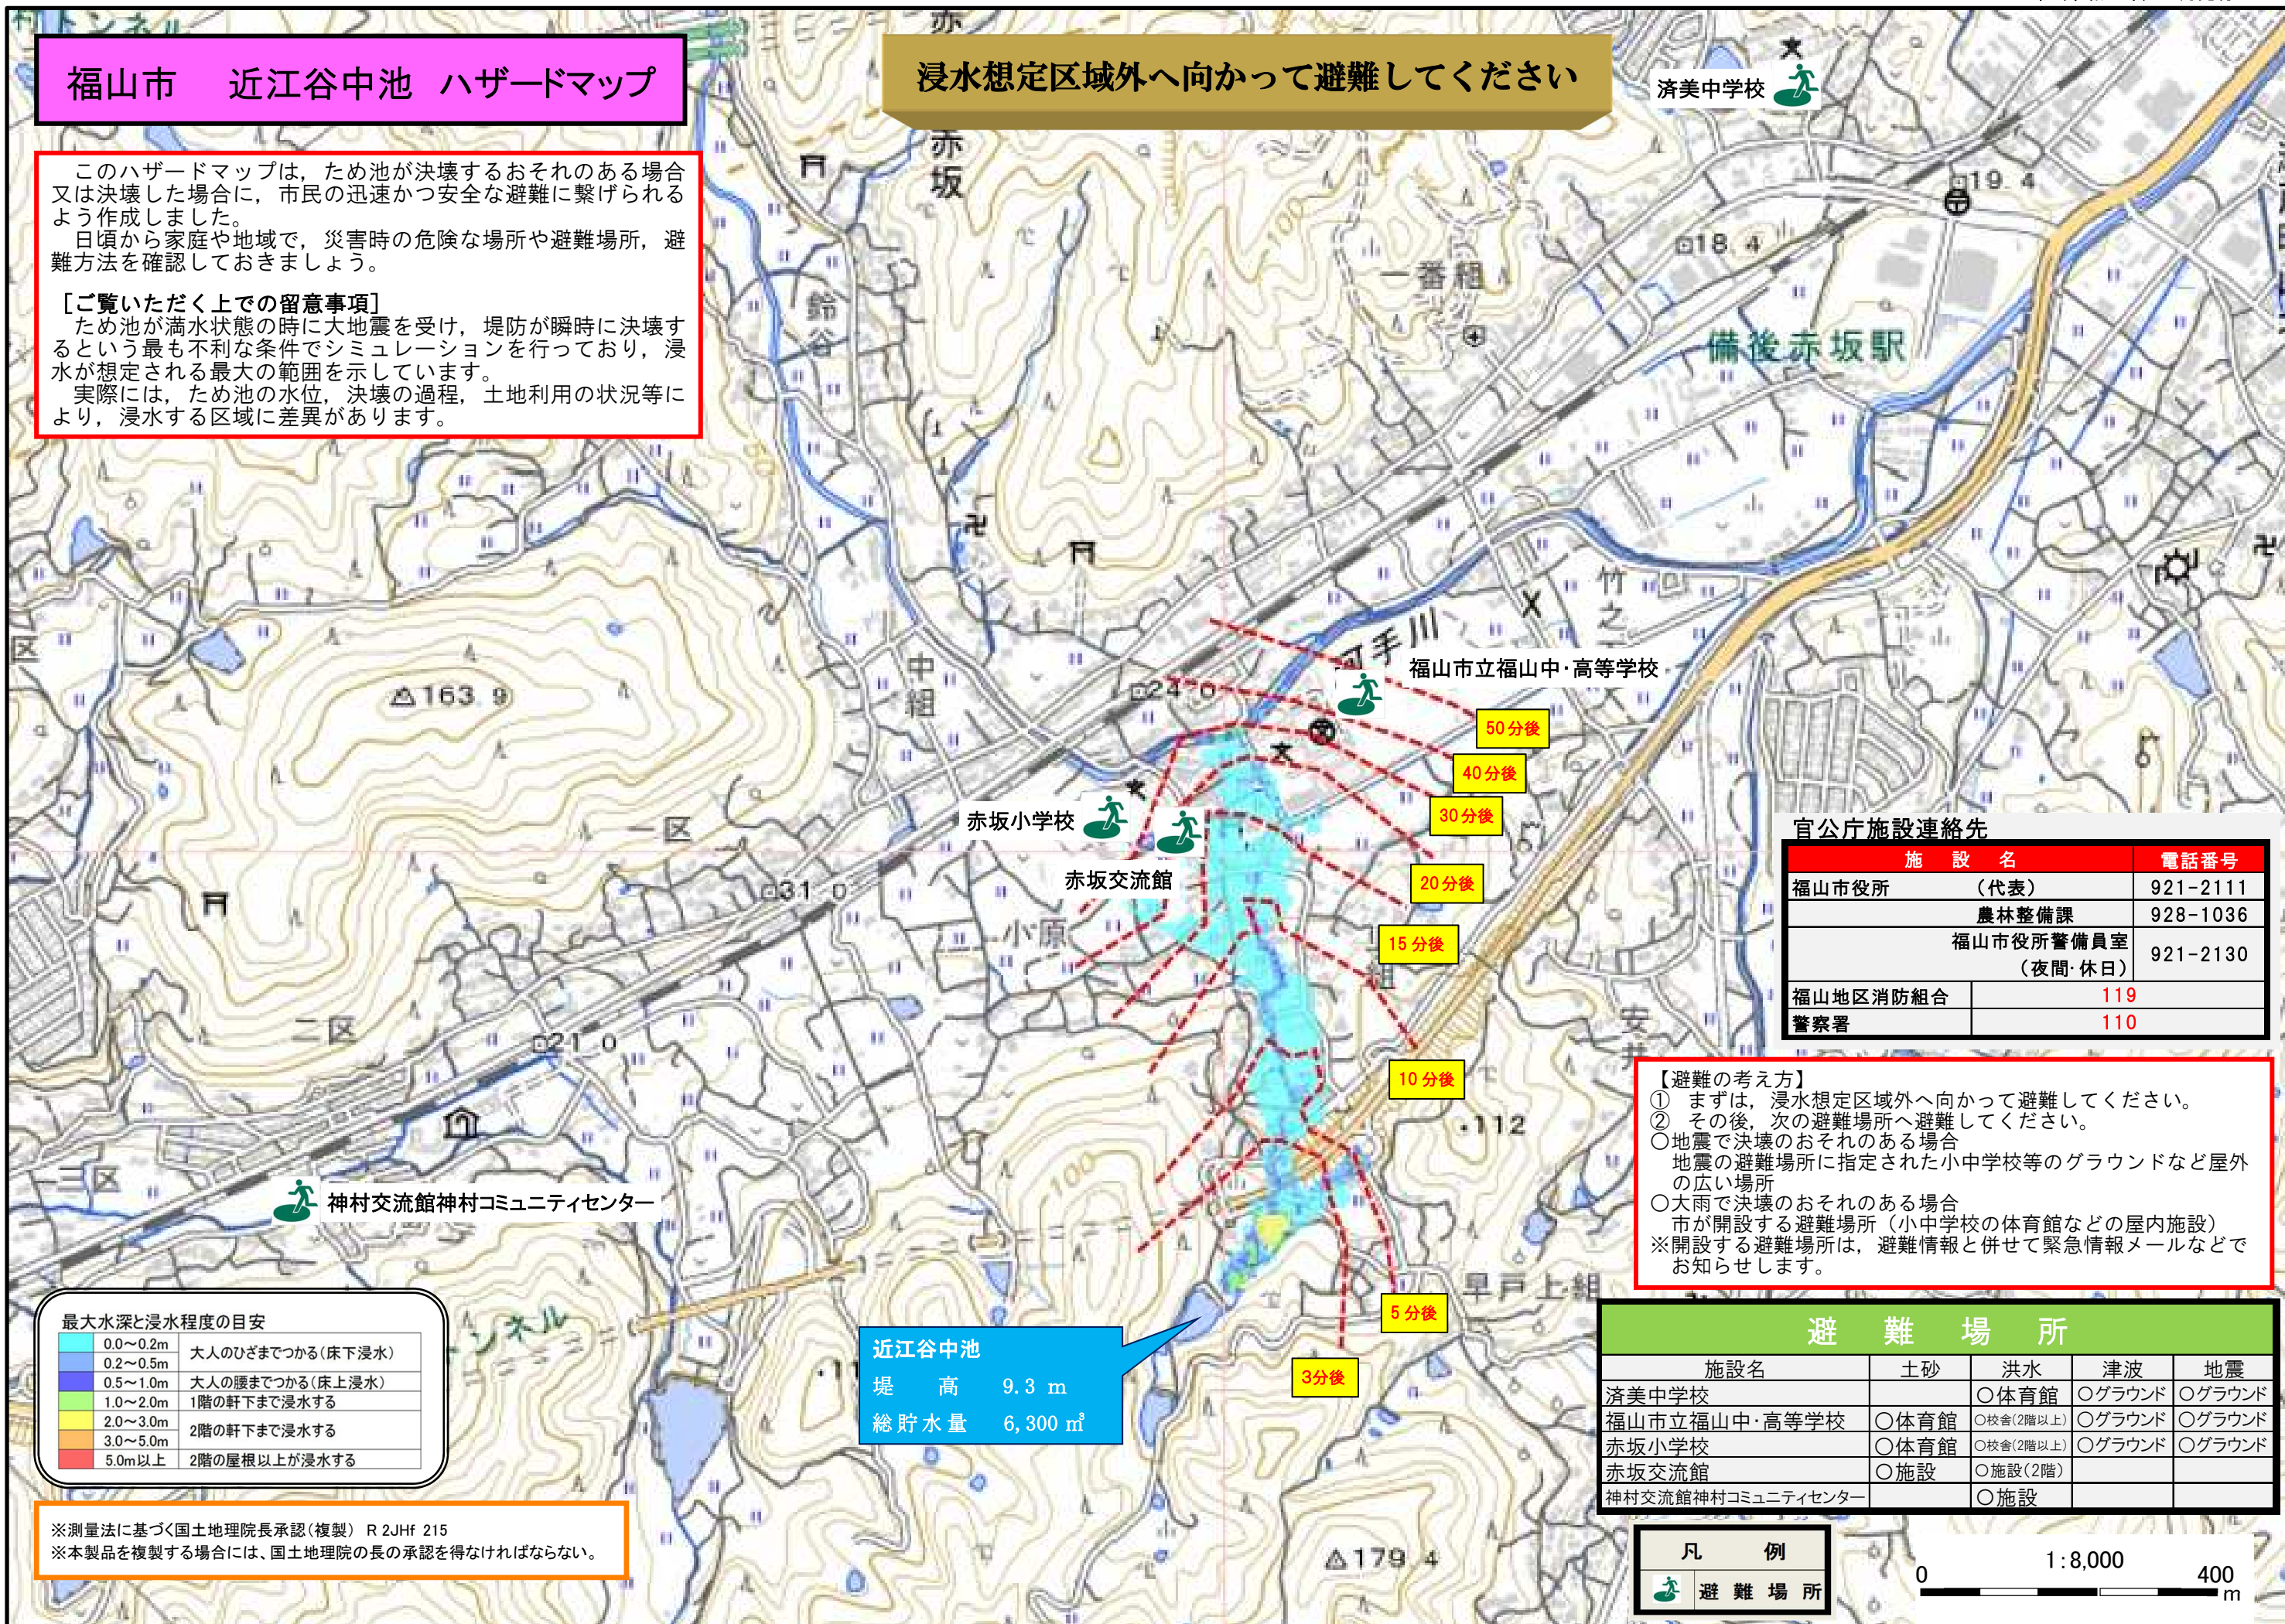 福山市 近江谷中池 ハザードマップ
浸水想定区域外へ向かって避難してください
このハザードマップは，ため池が決壊するおそれのある場合
又は決壊した場合に，市民の迅速かつ安全な避難に繋げられる
よう作成しました。
日頃から家庭や地域で，災害時の危険な場所や避難場所，避
難方法を確認しておきましょう。
［ご覧いただく上での留意事項］
ため池が満水状態の時に大地震を受け，堤防が瞬時に決壊す
るという最も不利な条件でシミュレーションを行っており，浸
水が想定される最大の範囲を示しています。
実際には，ため池の水位，決壊の過程，土地利用の状況等に
より，浸水する区域に差異があります。
済美中学校
赤坂
19.4
18.4
一番組
鈴谷
備後赤坂駅
竹之
河手川
福山市立福山中・高等学校
中組
24.0
163.9
50分後
40分後
30分後
20分後
15分後
10分後
5分後
3分後
赤坂小学校
赤坂交流館
一区
31.0
小原
組
二区
21.0
安井
112
三区
区
神村交流館神村コミュニティセンター
100
100
早戸上組
ンネル
179.4
官公庁施設連絡先
施設名 電話番号
福山市役所 （代表） 921-2111
農林整備課 928-1036
福山市役所警備員室
（夜間・休日） 921-2130
福山地区消防組合 119
警察署 110
【避難の考え方】
① まずは，浸水想定区域外へ向かって避難してください。
② その後，次の避難場所へ避難してください。
○地震で決壊のおそれのある場合
地震の避難場所に指定された小中学校等のグラウンドなど屋外
の広い場所
○大雨で決壊のおそれのある場合
市が開設する避難場所（小中学校の体育館などの屋内施設）
※開設する避難場所は，避難情報と併せて緊急情報メールなどで
お知らせします。
最大水深と浸水程度の目安
0.0～0.2m 大人のひざまでつかる(床下浸水)
0.2～0.5m
0.5～1.0m 大人の腰までつかる(床上浸水)
1.0～2.0m 1階の軒下まで浸水する
2.0～3.0m 2階の軒下まで浸水する
3.0～5.0m
5.0m以上 2階の屋根以上が浸水する
近江谷中池
堤高 9.3 m
総貯水量 6,300 ㎥
避難場所
施設名 土砂 洪水 津波 地震
済美中学校 ○体育館 ○グラウンド ○グラウンド
福山市立福山中・高等学校 ○体育館 ○校舎(2階以上) ○グラウンド ○グラウンド
赤坂小学校 ○体育館 ○校舎(2階以上) ○グラウンド ○グラウンド
赤坂交流館 ○施設 ○施設(2階)
神村交流館神村コミュニティセンター ○施設
※測量法に基づく国土地理院長承認(複製) R 2JHf 215
※本製品を複製する場合には、国土地理院の長の承認を得なければならない。
凡例
避難場所
1:8,000
0 400
m